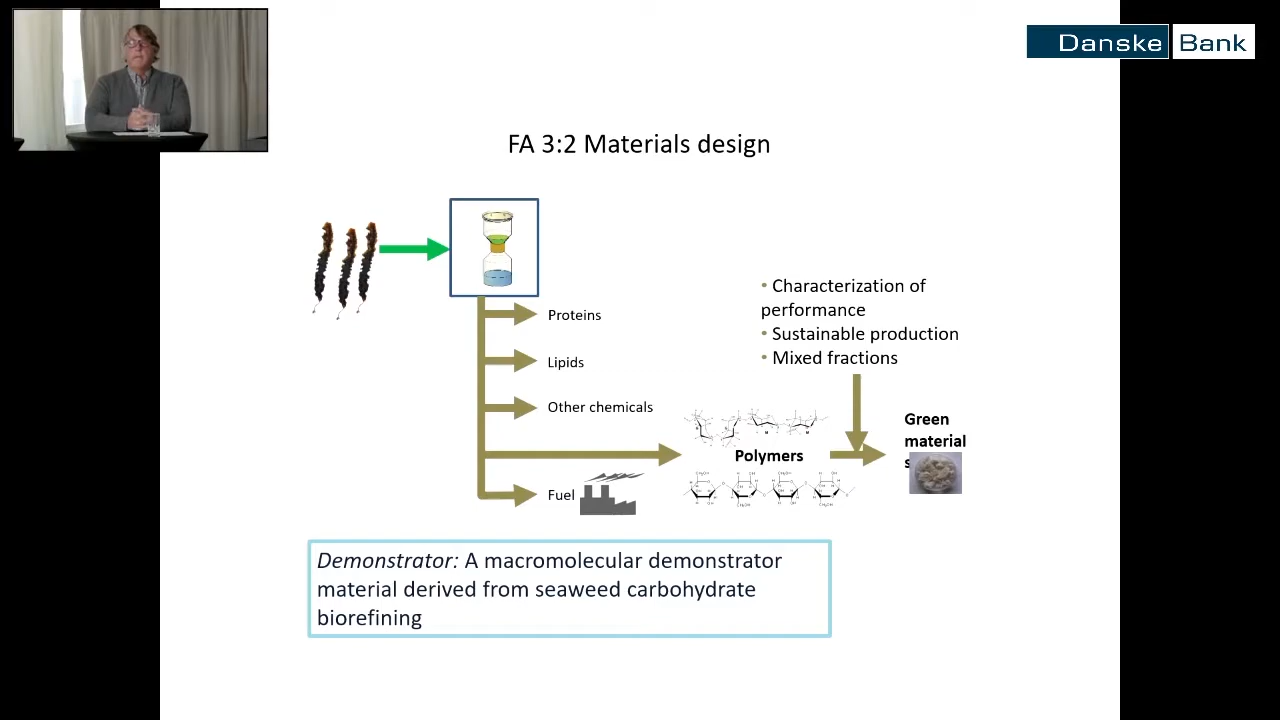 Danske Bank
FA 3:2 Materials design
• Characterization of
performance
• Sustainable production
• Mixed fractions
Proteins
Lipids
Other chemicals
Polymers
Fuel
Green
material
Demonstrator: A macromolecular demonstrator
material derived from seaweed carbohydrate
biorefining